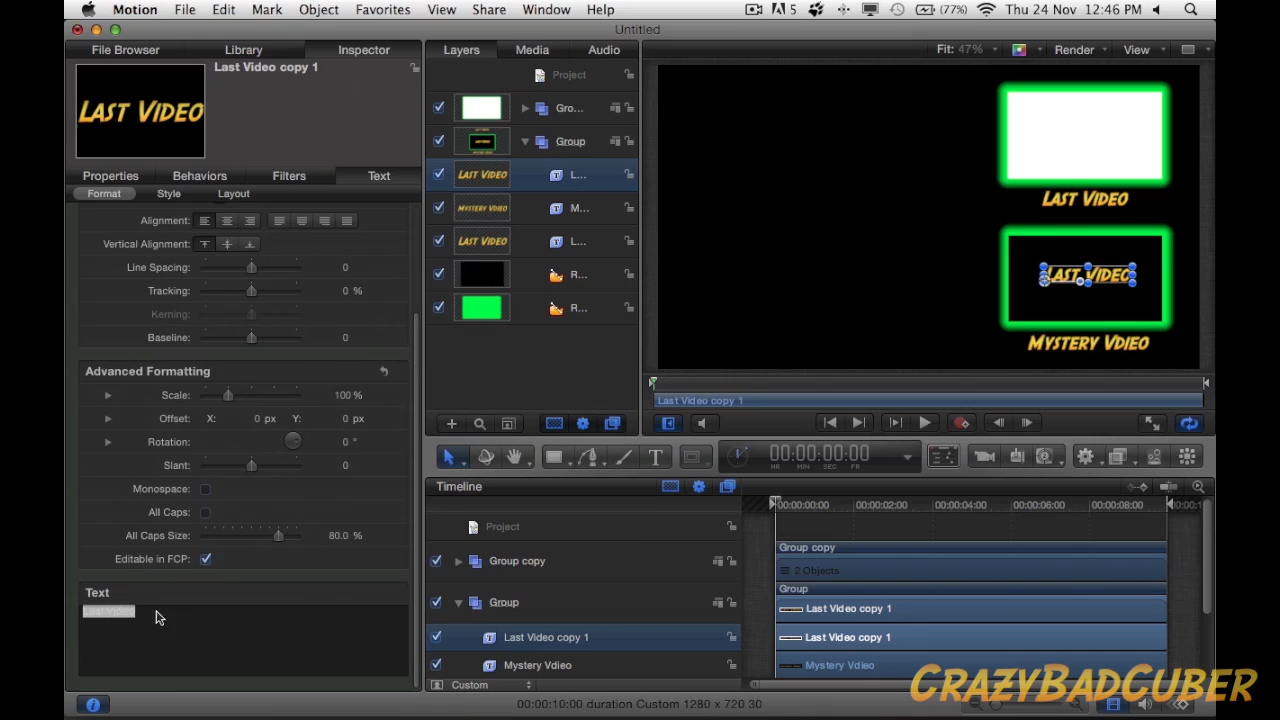 Motion File Edit Mark Object Favorites View Share Window Help 5 (77%) Thu 24 Nov 12:46 PM
Untitled
File Browser Library Inspector Layers Media Audio Fit: 47% Render View
Last Video copy 1
LAST VIDEO
Properties Behaviors Filters Text
Format Style Layout
Alignment:
Vertical Alignment:
Line Spacing: 0
Tracking: 0 %
Kerning:
Baseline: 0
Advanced Formatting
Scale: 100 %
Offset: X: 0 px Y: 0 px
Rotation: 0 °
Slant: 0
Monospace:
All Caps:
All Caps Size: 80.0 %
Editable in FCP:
Text
Last Video
Project
Gro...
Group
LAST VIDEO L...
MYSTERY VDIEO M...
LAST VIDEO L...
R...
R...
LAST VIDEO
LAST VIDEO
MYSTERY VDIEO
Last Video copy 1
00:00:00:00
HR MIN SEC FR
Timeline
00:00:00:00 00:00:02:00 00:00:04:00 00:00:06:00 00:00:08:00
Project
Group copy
Group copy
2 Objects
Group
Group
Last Video copy 1
Last Video copy 1
Last Video copy 1
Mystery Vdieo
Mystery Vdieo
Custom
00:00:10:00 duration Custom 1280 x 720 30
CRAZYBADCUBER